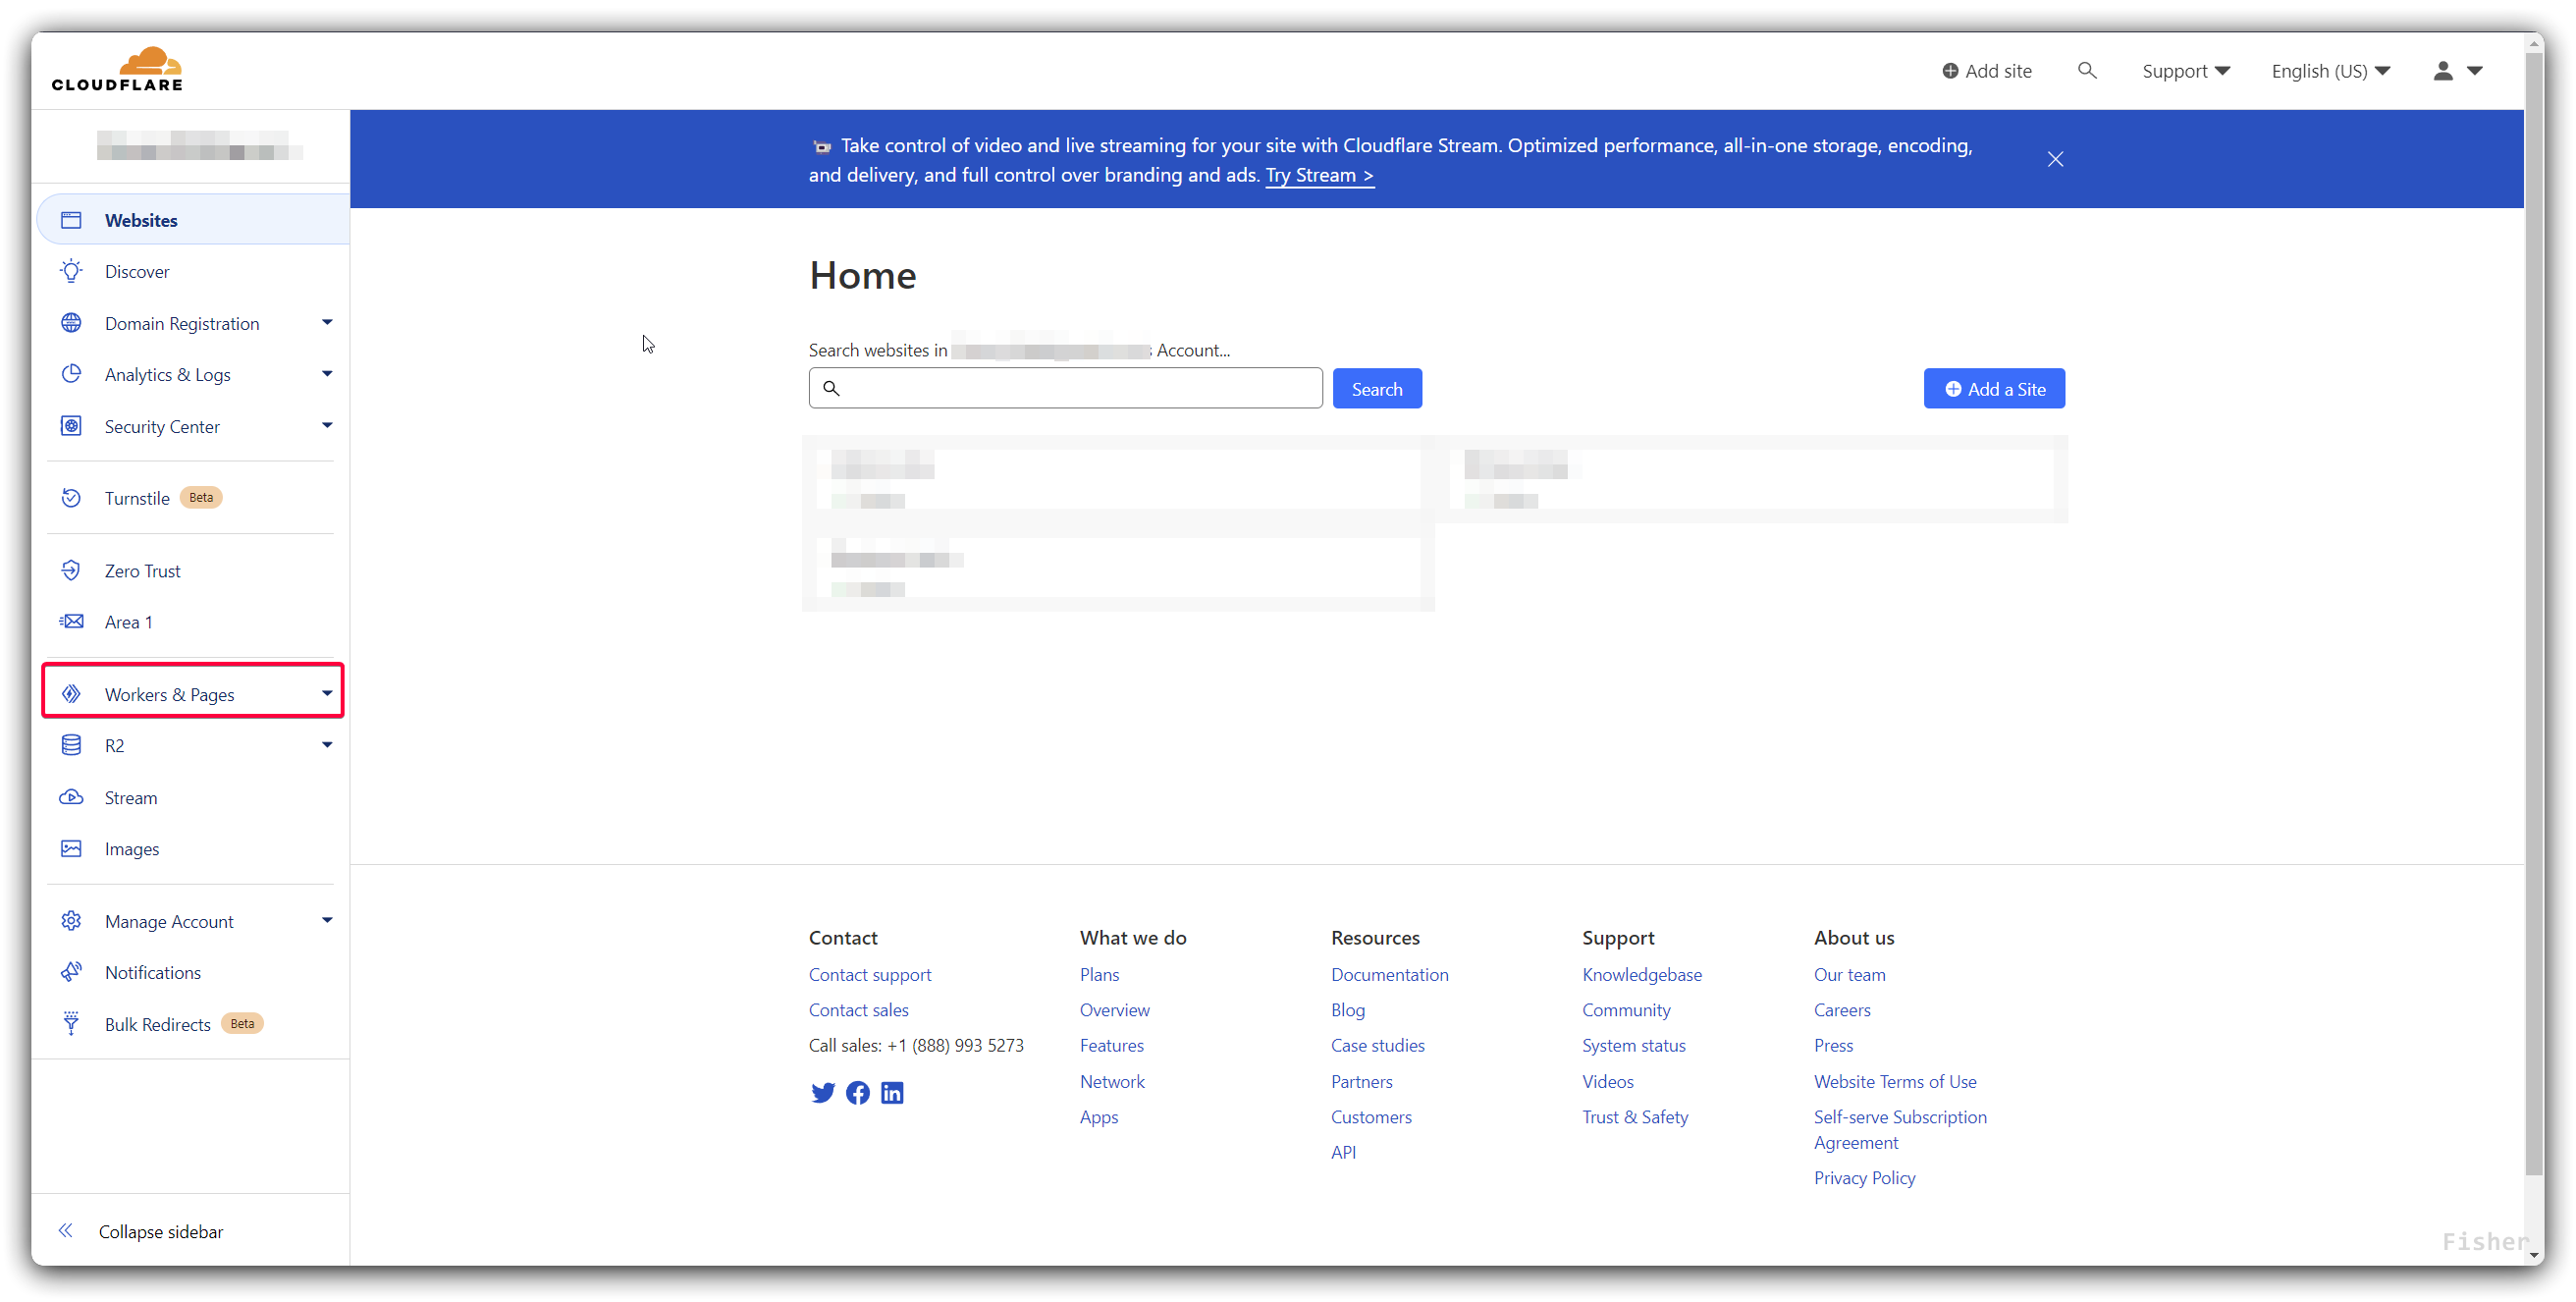 CLOUDFLARE
Add site
Support
English (US)
Take control of video and live streaming for your site with Cloudflare Stream. Optimized performance, all-in-one storage, encoding,
and delivery, and full control over branding and ads. Try Stream >
Websites
Discover
Domain Registration
Analytics & Logs
Security Center
Turnstile Beta
Zero Trust
Area 1
Workers & Pages
R2
Stream
Images
Manage Account
Notifications
Bulk Redirects Beta
Collapse sidebar
Home
Search websites in
Account...
Search
Add a Site
Contact
Contact support
Contact sales
Call sales: +1 (888) 993 5273
What we do
Plans
Overview
Features
Network
Apps
Resources
Documentation
Blog
Case studies
Partners
Customers
API
Support
Knowledgebase
Community
System status
Videos
Trust & Safety
About us
Our team
Careers
Press
Website Terms of Use
Self-serve Subscription
Agreement
Privacy Policy
Fisher